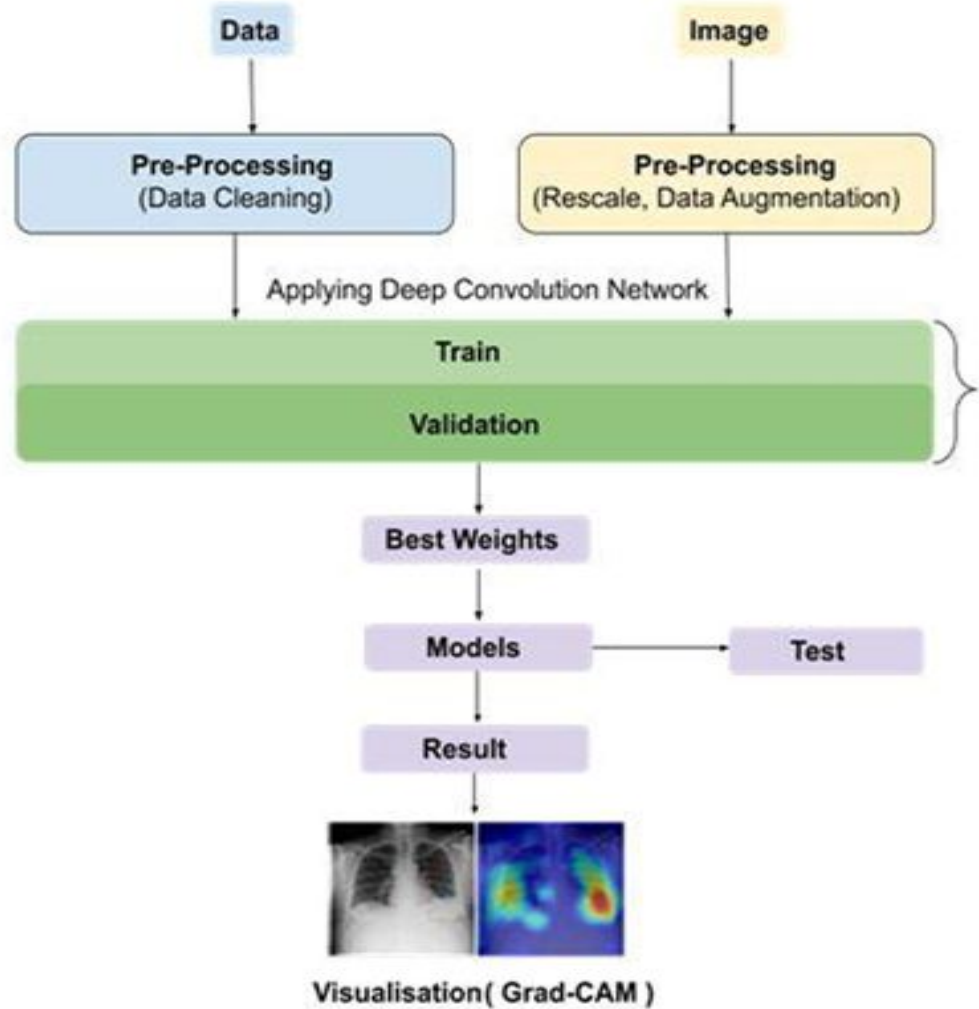 Data
Image
Pre-Processing
(Data Cleaning)
Pre-Processing
(Rescale, Data Augmentation)
Applying Deep Convolution Network
Train
Validation
Best Weights
Models
Test
Result
Visualisation( Grad-CAM )